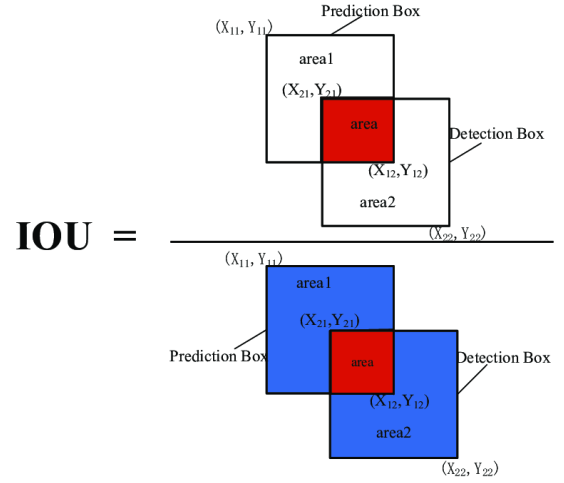 Prediction Box
(X11,Y11)
area1
(X21,Y21)
area
Detection Box
(X12,Y12)
area2
(X22,Y22)
IOU =
(X11,Y11)
area1
(X21,Y21)
Prediction Box
area
Detection Box
(X12,Y12)
area2
(X22,Y22)